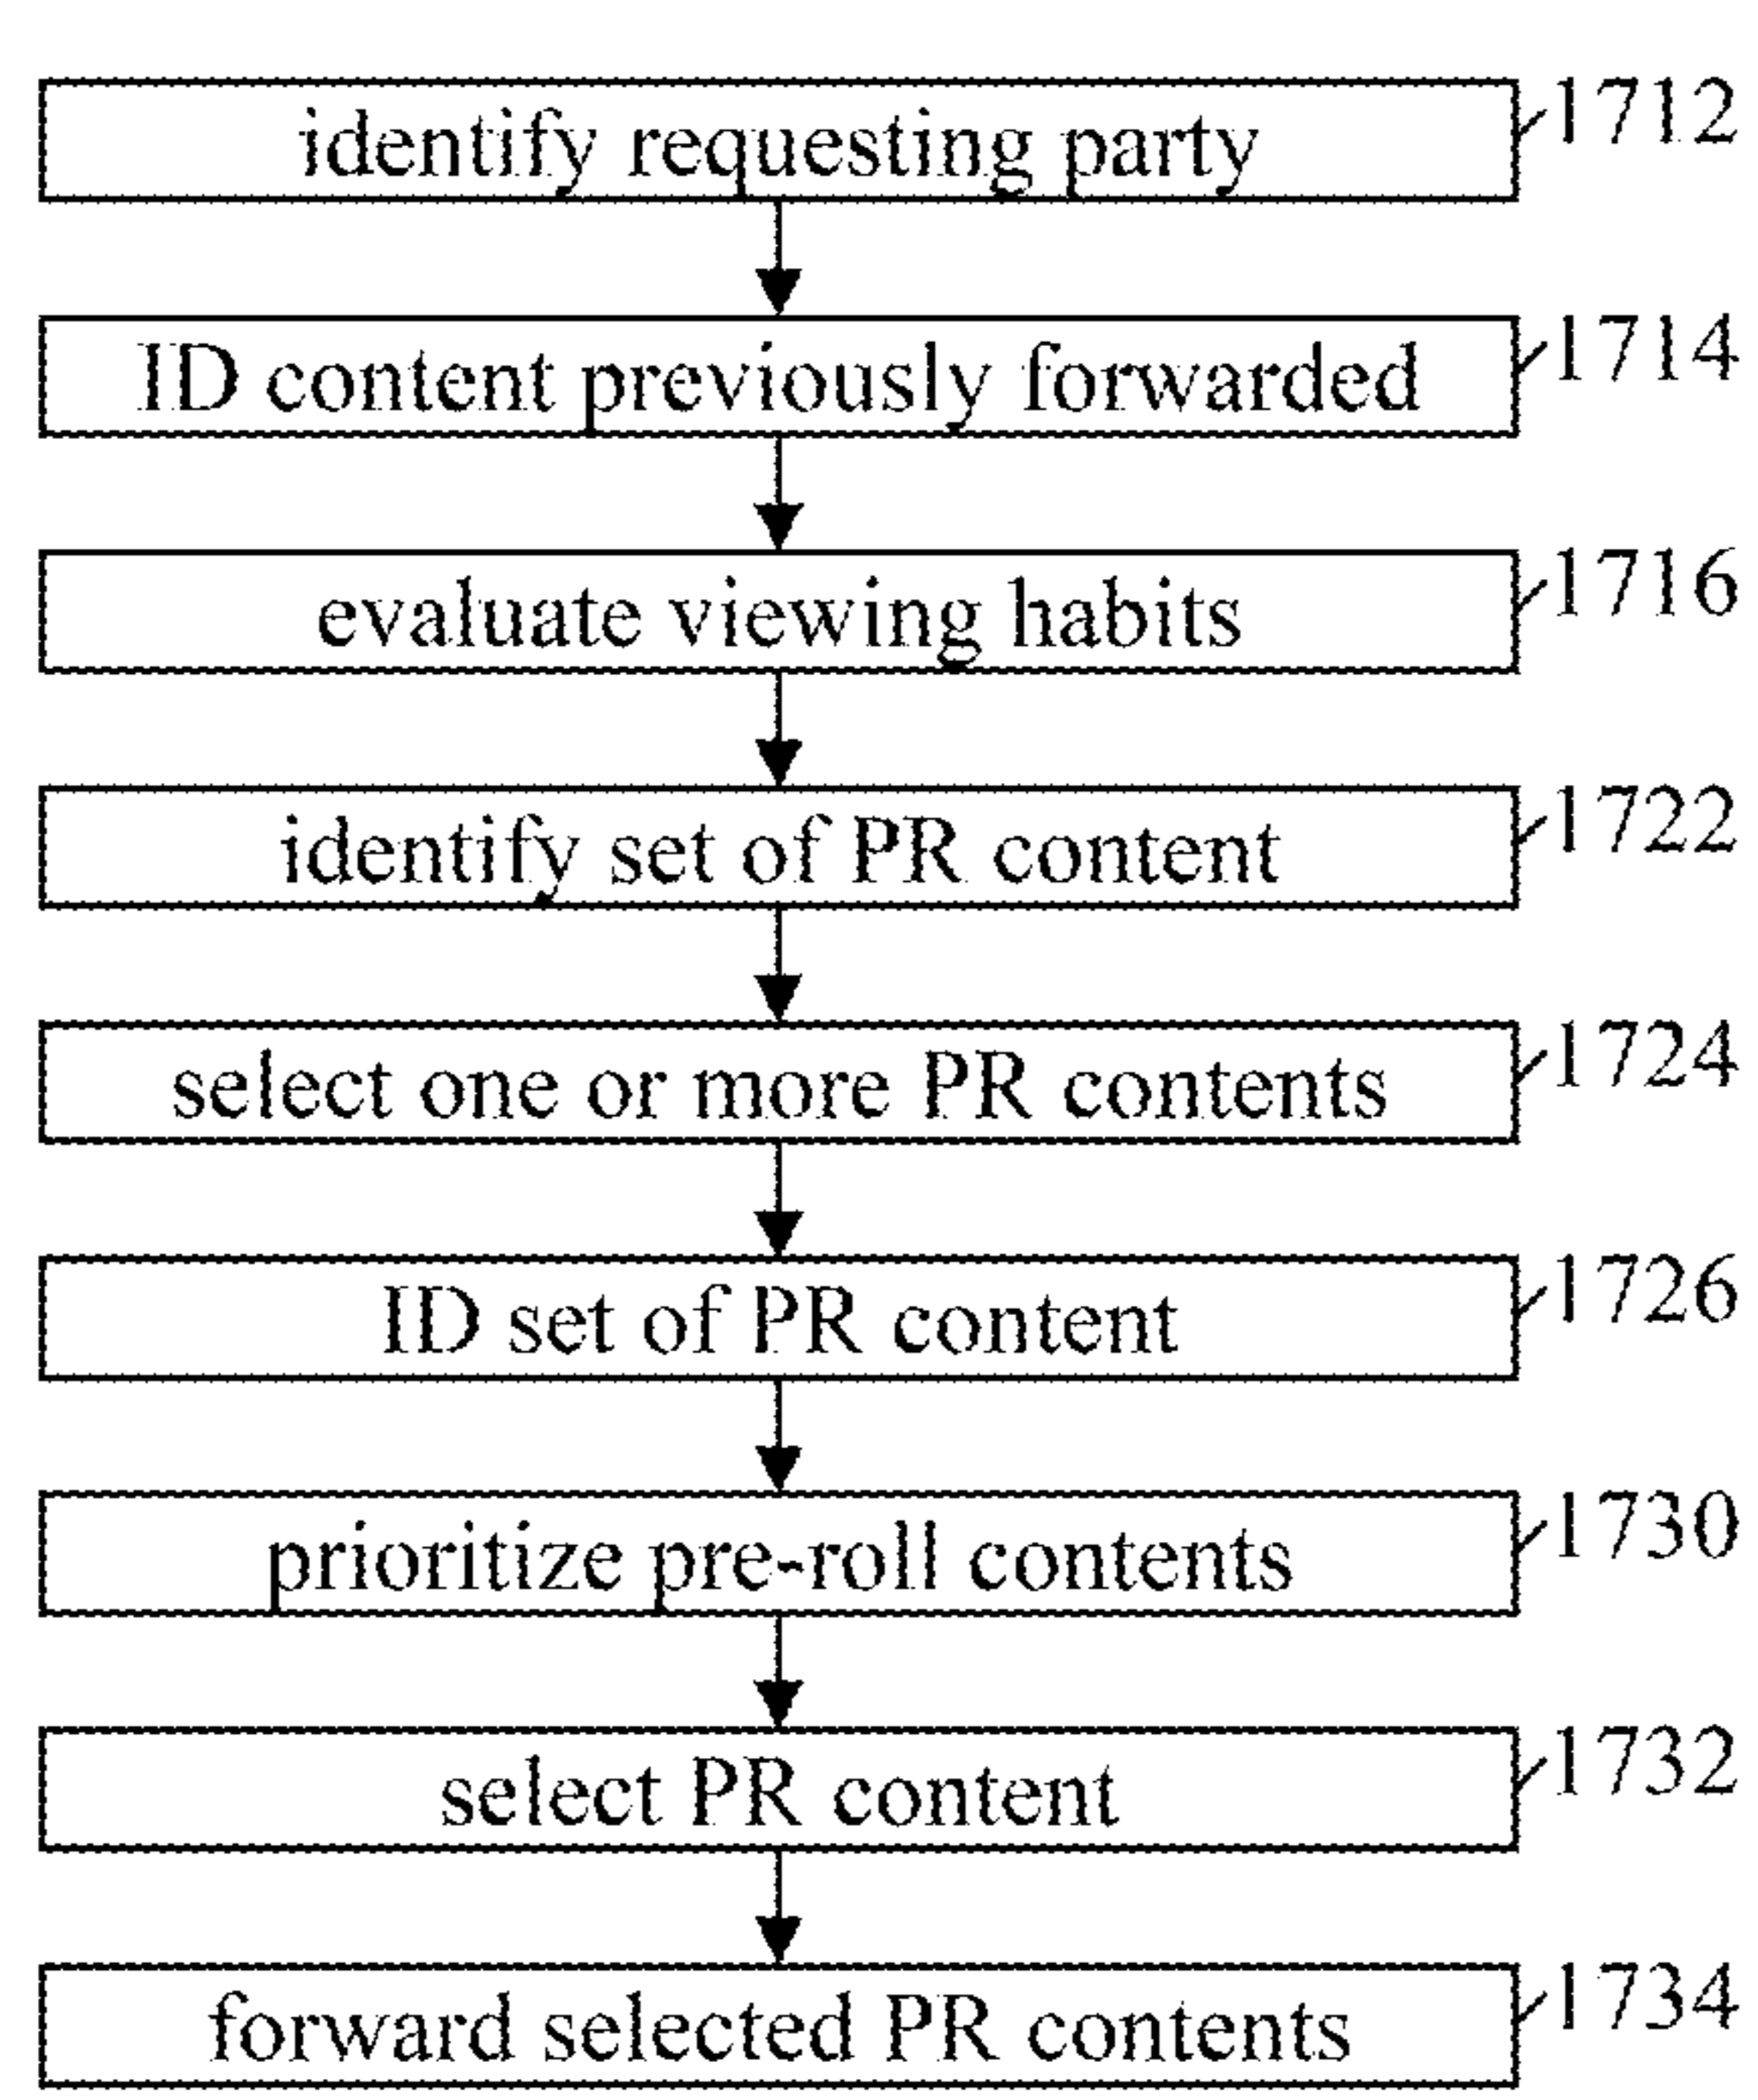 identify requesting party 1712
ID content previously forwarded 1714
evaluate viewing habits 1716
identify set of PR content 1722
select one or more PR contents 1724
ID set of PR content 1726
prioritize pre-roll contents 1730
select PR content 1732
forward selected PR contents 1734